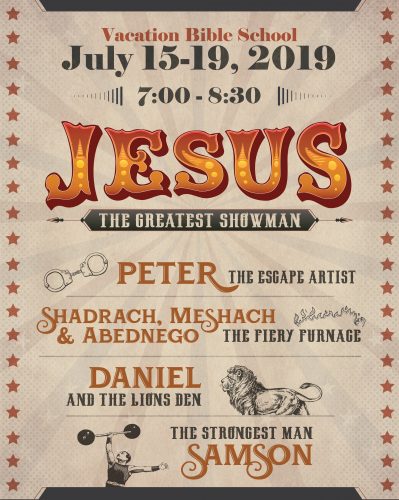 Vacation Bible School
July 15-19, 2019
7:00 - 8:30
JESUS
THE GREATEST SHOWMAN
PETER THE ESCAPE ARTIST
SHADRACH, MESHACH
& ABEDNEGO THE FIERY FURNAGE
DANIEL
AND THE LIONS DEN
THE STRONGEST MAN
SAMSON